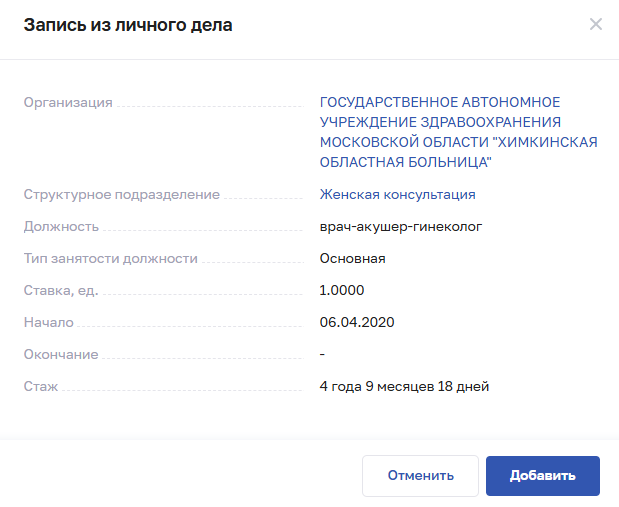 Запись из личного дела
Организация
ГОСУДАРСТВЕННОЕ АВТОНОМНОЕ
УЧРЕЖДЕНИЕ ЗДРАВООХРАНЕНИЯ
МОСКОВСКОЙ ОБЛАСТИ "ХИМКИНСКАЯ
ОБЛАСТНАЯ БОЛЬНИЦА"
Структурное подразделение Женская консультация
Должность врач-акушер-гинеколог
Тип занятости должности Основная
Ставка, ед. 1.0000
Начало 06.04.2020
Окончание -
Стаж 4 года 9 месяцев 18 дней
Отменить Добавить